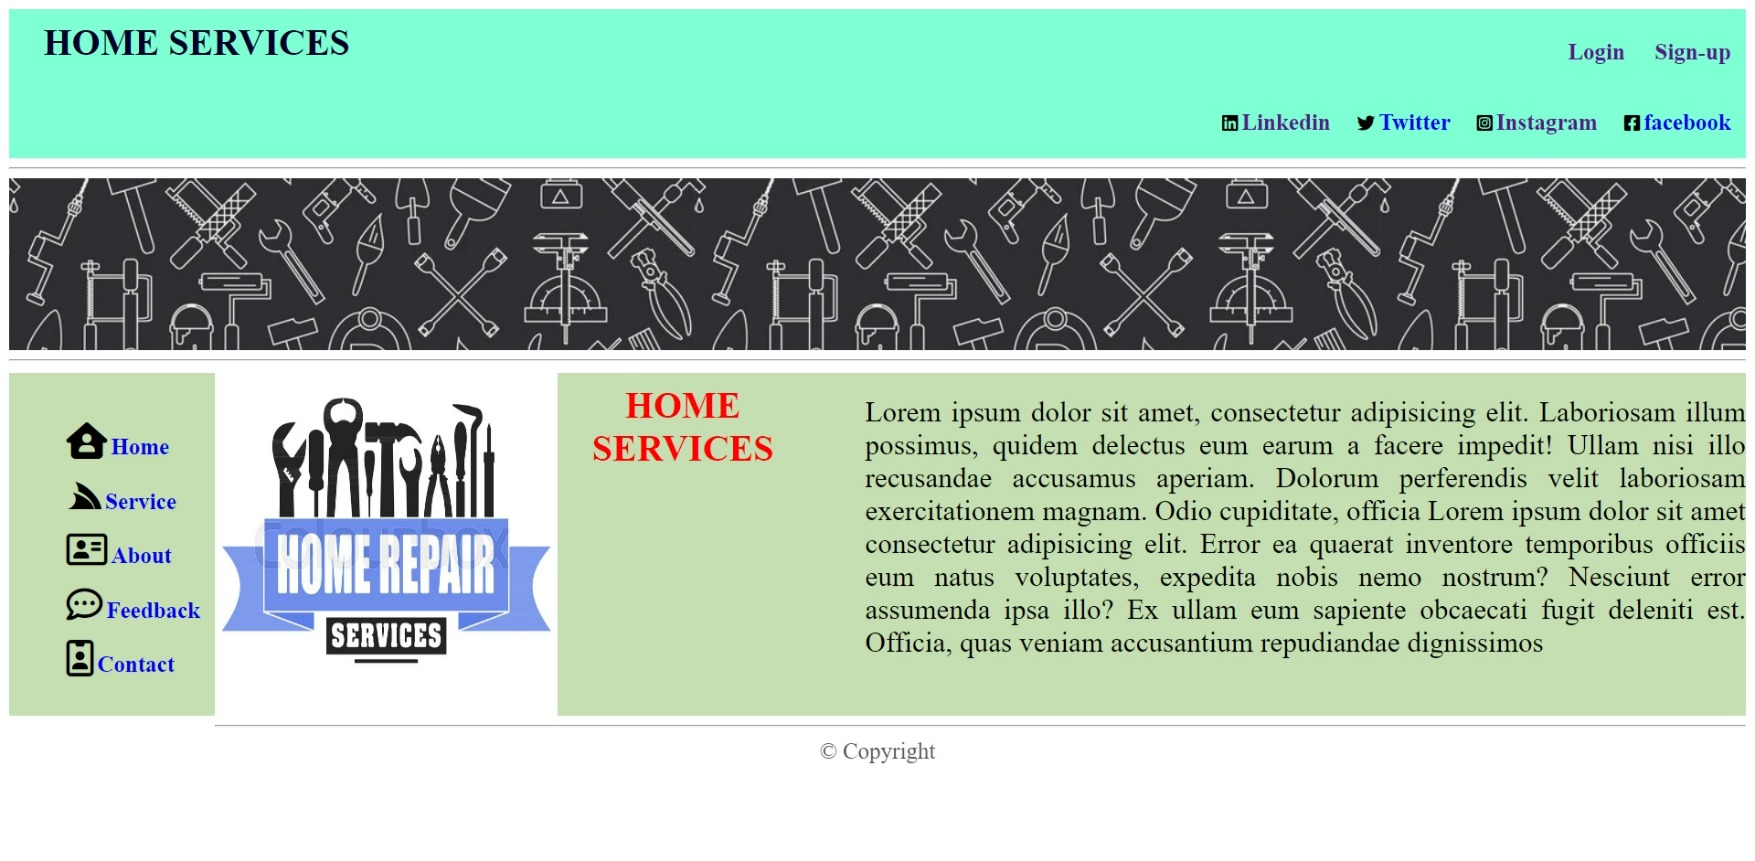 HOME SERVICES
Login Sign-up
Linkedin Twitter Instagram facebook
Home
Service
About
Feedback
Contact
colourbox
HOME REPAIR
SERVICES
HOME
SERVICES
Lorem ipsum dolor sit amet, consectetur adipisicing elit. Laboriosam illum
possimus, quidem delectus eum earum a facere impedit! Ullam nisi illo
recusandae accusamus aperiam. Dolorum perferendis velit laboriosam
exercitationem magnam. Odio cupiditate, officia Lorem ipsum dolor sit amet
consectetur adipisicing elit. Error ea quaerat inventore temporibus officiis
eum natus voluptates, expedita nobis nemo nostrum? Nesciunt error
assumenda ipsa illo? Ex ullam eum sapiente obcaecati fugit deleniti est.
Officia, quas veniam accusantium repudiandae dignissimos
© Copyright